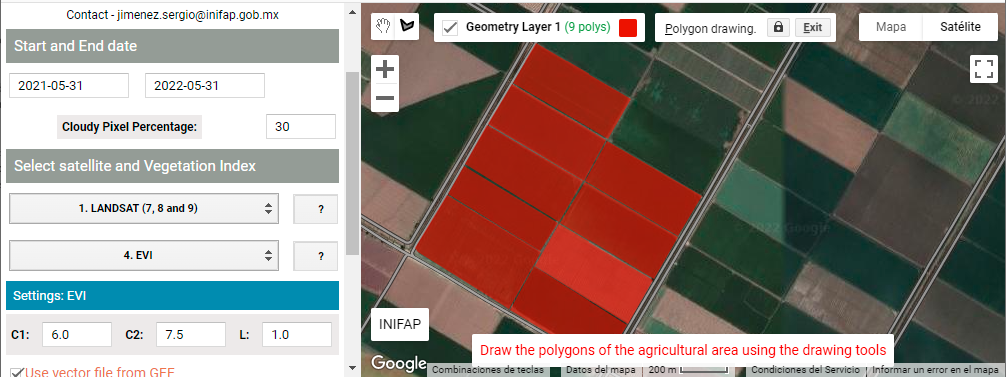 Contact - jimenez.sergio@inifap.gob.mx
Start and End date
2021-05-31 2022-05-31
Cloudy Pixel Percentage: 30
Select satellite and Vegetation Index
1. LANDSAT (7, 8 and 9) ?
4. EVI ?
Settings: EVI
C1: 6.0 C2: 7.5 L: 1.0
Use vector file from GEE
Geometry Layer 1 (9 polys)
Polygon drawing. Exit
Mapa Satélite
© 2022 Google
INIFAP
Draw the polygons of the agricultural area using the drawing tools
Google
Combinaciones de teclas Datos del mapa 200 m Condiciones del Servicio Informar un error en el mapa